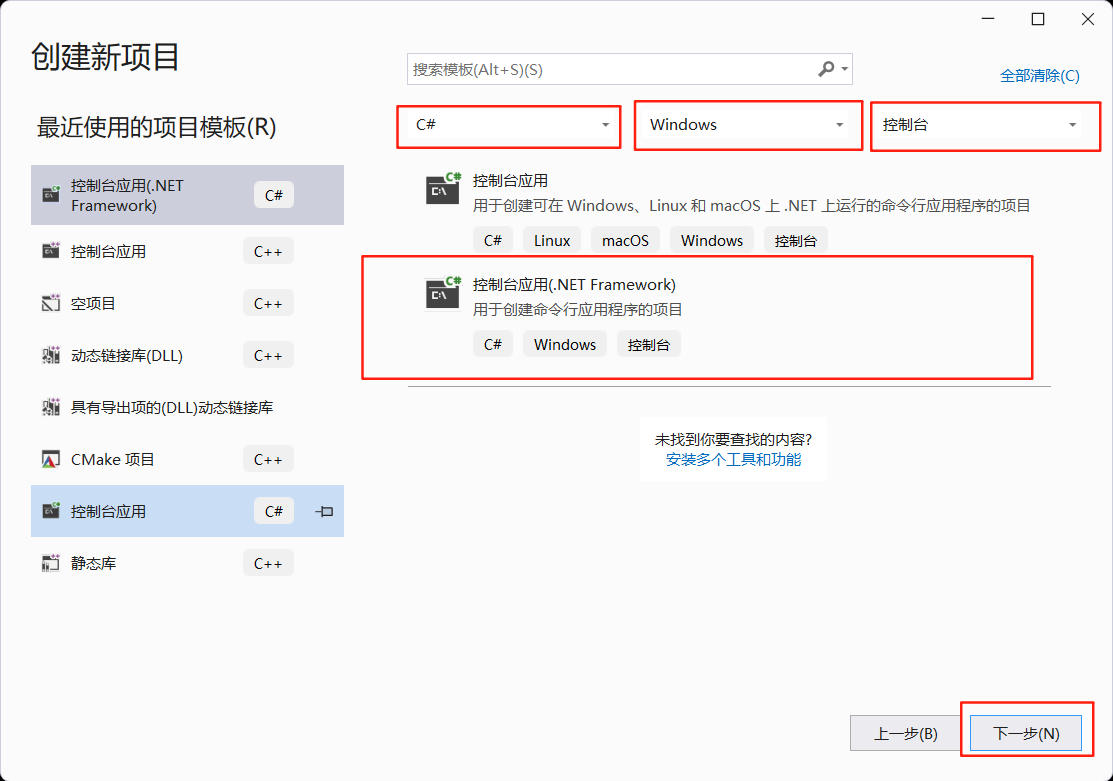 创建新项目
搜索模板(Alt+S)(S)
全部清除(C)
最近使用的项目模板(R)
C#
Windows
控制台
控制台应用(.NET
Framework)
C#
控制台应用
C++
空项目
C++
动态链接库(DLL)
C++
具有导出项的(DLL)动态链接库
CMake 项目
C++
控制台应用
C#
静态库
C++
C#
C:\
控制台应用
用于创建可在 Windows、Linux 和 macOS 上 .NET 上运行的命令行应用程序的项目
C#
Linux
macOS
Windows
控制台
C#
C:\
控制台应用(.NET Framework)
用于创建命令行应用程序的项目
C#
Windows
控制台
未找到你要查找的内容?
安装多个工具和功能
上一步(B)
下一步(N)